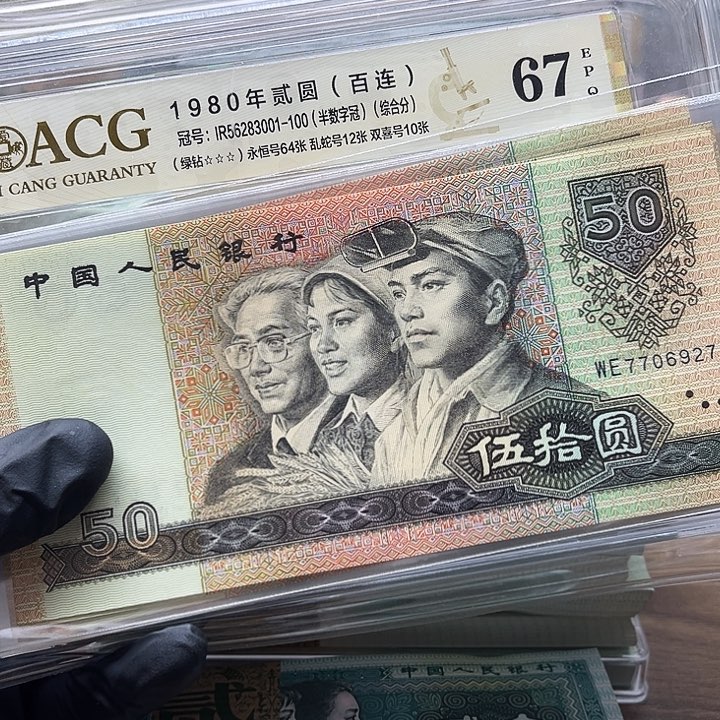 ACG
CANG GUARANTY
1980年贰圆（百连）
冠号：IR56283001-100（半数字冠）（综合分）
（绿钻☆☆☆）永恒号64张 乱蛇号12张 双喜号10张
67
EPQ
中国人民银行
50
WE7706927
伍拾圆
50
中国人民银行